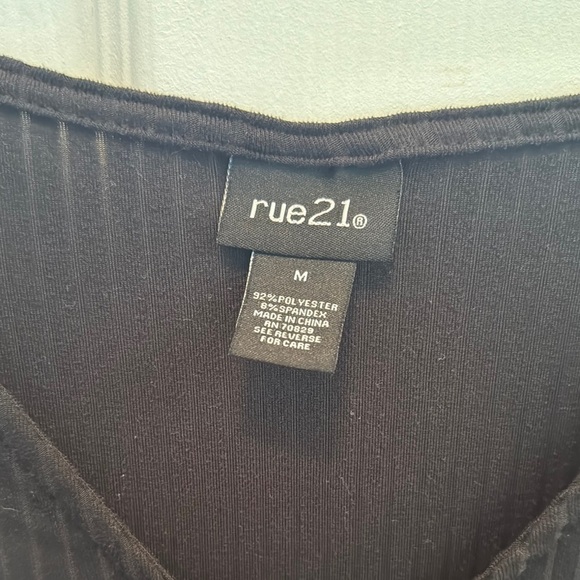 rue21®
M
92%POLYESTER
8%SPANDEX
MADE IN CHINA
RN 70829
SEE REVERSE
FOR CARE